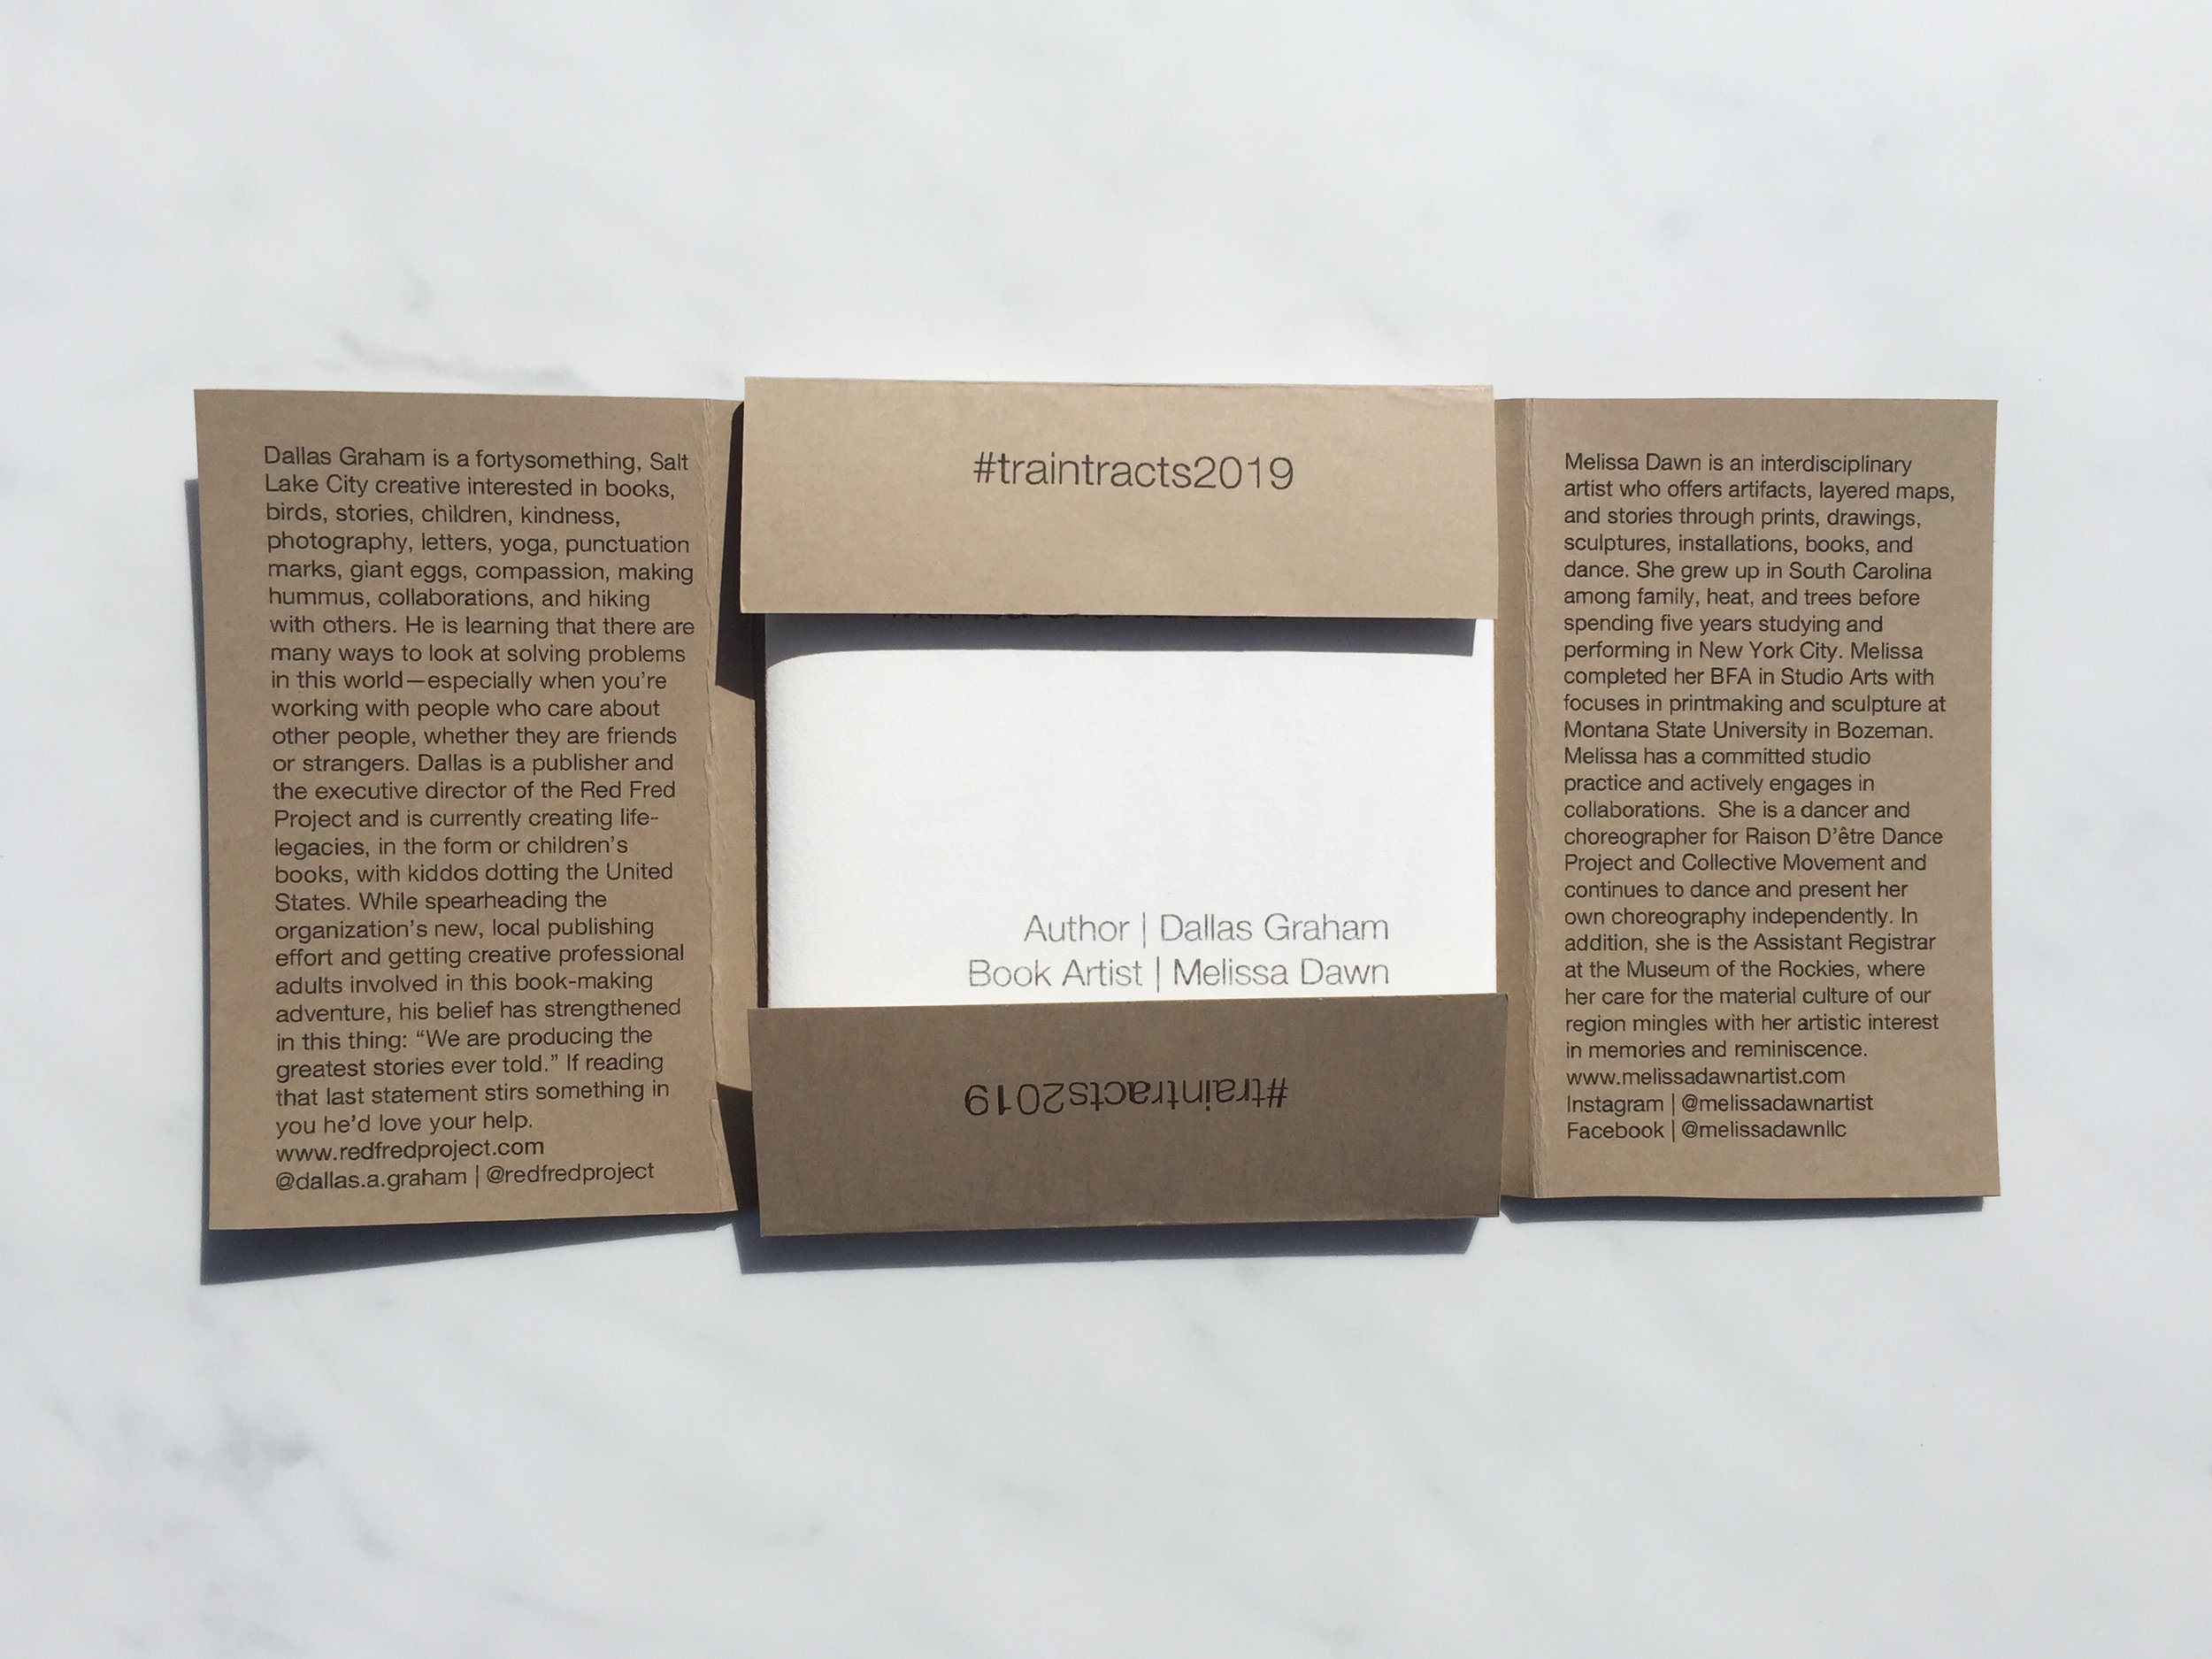 Dallas Graham is a fortysomething, Salt
Lake City creative interested in books,
birds, stories, children, kindness,
photography, letters, yoga, punctuation
marks, giant eggs, compassion, making
hummus, collaborations, and hiking
with others. He is learning that there are
many ways to look at solving problems
in this world—especially when you're
working with people who care about
other people, whether they are friends
or strangers. Dallas is a publisher and
the executive director of the Red Fred
Project and is currently creating life-
legacies, in the form or children's
books, with kiddos dotting the United
States. While spearheading the
organization's new, local publishing
effort and getting creative professional
adults involved in this book-making
adventure, his belief has strengthened
in this thing: “We are producing the
greatest stories ever told.” If reading
that last statement stirs something in
you he'd love your help.
www.redfredproject.com
@dallas.a.graham | @redfredproject
#traintracts2019
Author | Dallas Graham
Book Artist | Melissa Dawn
#traintracts2019
Melissa Dawn is an interdisciplinary
artist who offers artifacts, layered maps,
and stories through prints, drawings,
sculptures, installations, books, and
dance. She grew up in South Carolina
among family, heat, and trees before
spending five years studying and
performing in New York City. Melissa
completed her BFA in Studio Arts with
focuses in printmaking and sculpture at
Montana State University in Bozeman.
Melissa has a committed studio
practice and actively engages in
collaborations.  She is a dancer and
choreographer for Raison D'être Dance
Project and Collective Movement and
continues to dance and present her
own choreography independently. In
addition, she is the Assistant Registrar
at the Museum of the Rockies, where
her care for the material culture of our
region mingles with her artistic interest
in memories and reminiscence.
www.melissadawnartist.com
Instagram | @melissadawnartist
Facebook | @melissadawnllc